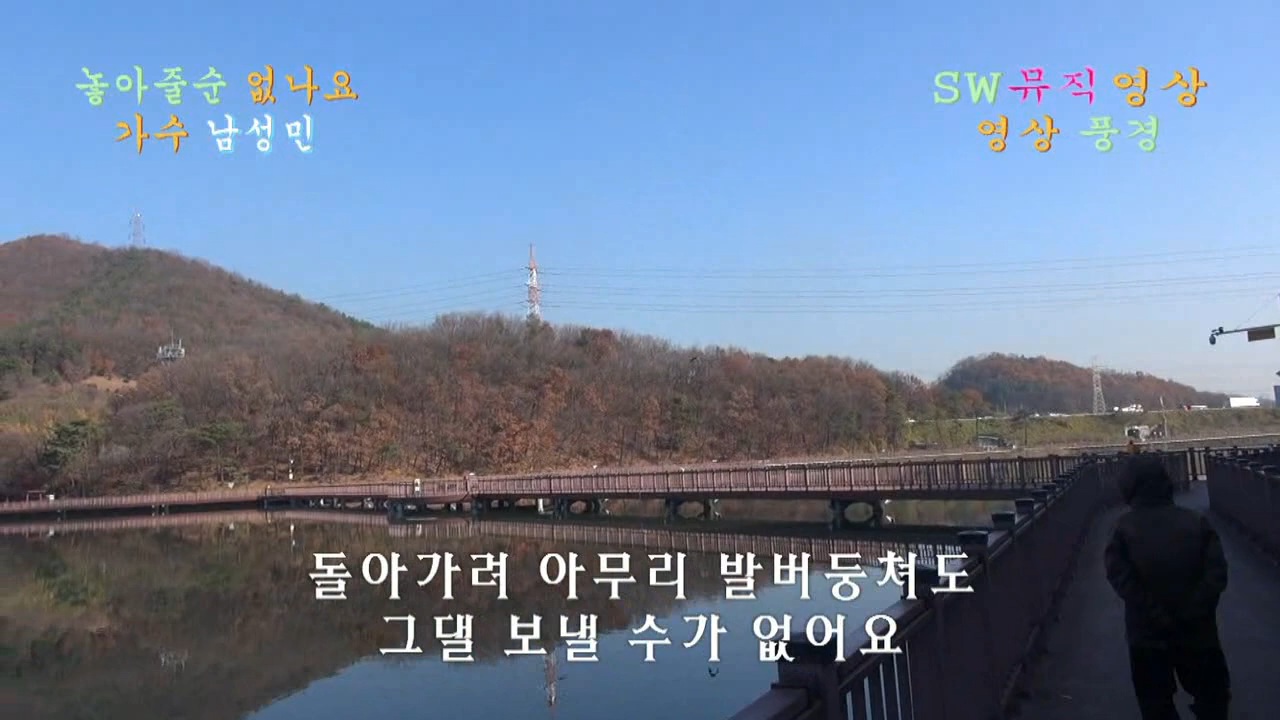 놓아줄순 없나요
가수 남성민
SW뮤직영상
영상 풍경
돌아가려 아무리 발버둥쳐도
그댈 보낼 수가 없어요